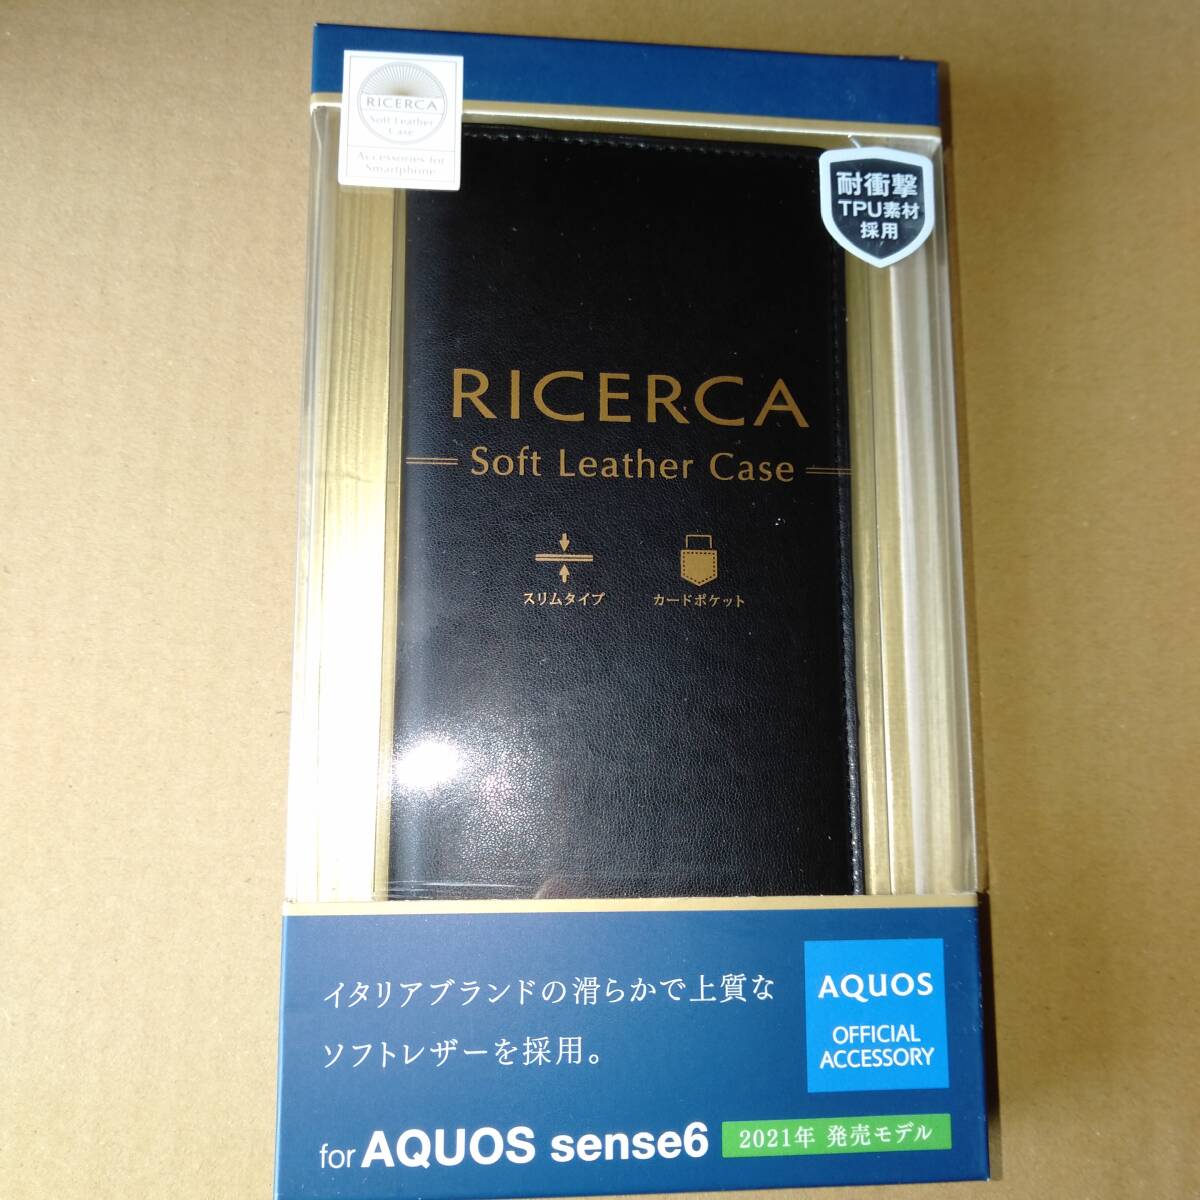 RICERCA
Soft Leather
Case
Accessories for
Smartphone
耐衝撃
TPU素材
採用
RICERCA
Soft Leather Case
スリムタイプ
カードポケット
イタリアブランドの滑らかで上質な
ソフトレザーを採用。
AQUOS
OFFICIAL
ACCESSORY
for AQUOS sense6
2021年 発売モデル